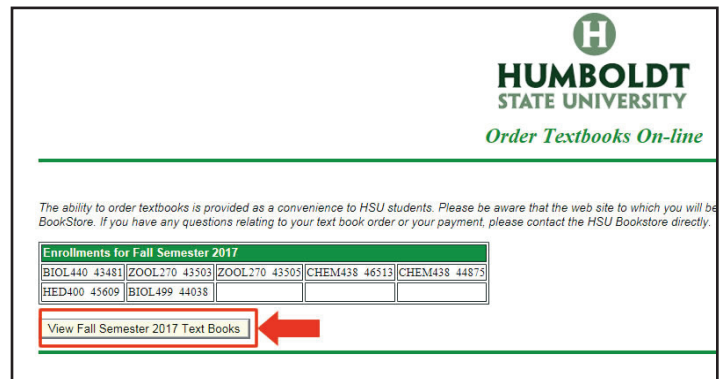 H
HUMBOLDT
STATE UNIVERSITY
Order Textbooks On-line
The ability to order textbooks is provided as a convenience to HSU students. Please be aware that the web site to which you will be
BookStore. If you have any questions relating to your text book order or your payment, please contact the HSU Bookstore directly.
Enrollments for Fall Semester 2017
BIOL440 43481 ZOOL270 43503 ZOOL270 43505 CHEM438 46513 CHEM438 44875
HED400 45609 BIOL499 44038
View Fall Semester 2017 Text Books